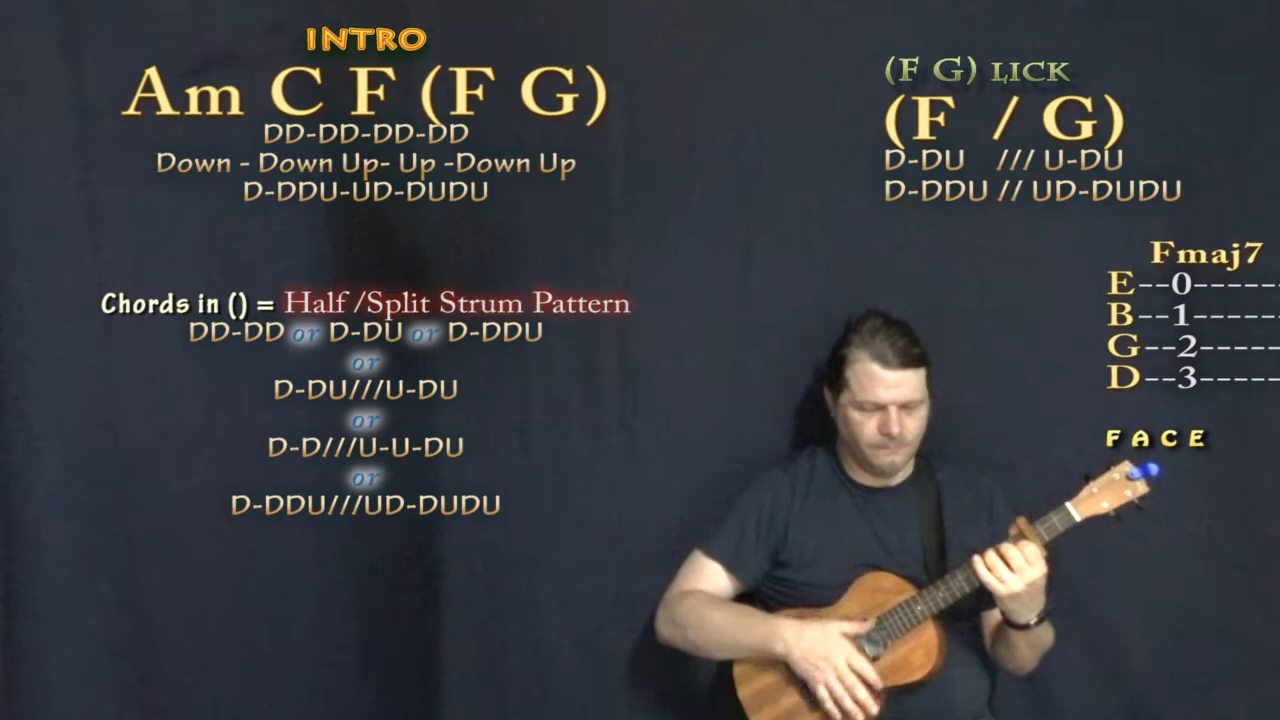 INTRO
Am C F (F G)
DD-DD-DD-DD
Down - Down Up- Up -Down Up
D-DDU-UD-DUDU
Chords in () = Half /Split Strum Pattern
DD-DD or D-DU or D-DDU
or
D-DU///U-DU
or
D-D///U-U-DU
or
D-DDU///UD-DUDU
(F G) LICK
(F / G)
D-DU /// U-DU
D-DDU // UD-DUDU
Fmaj7
E--0------
B--1------
G--2-----
D--3-----
F A C E